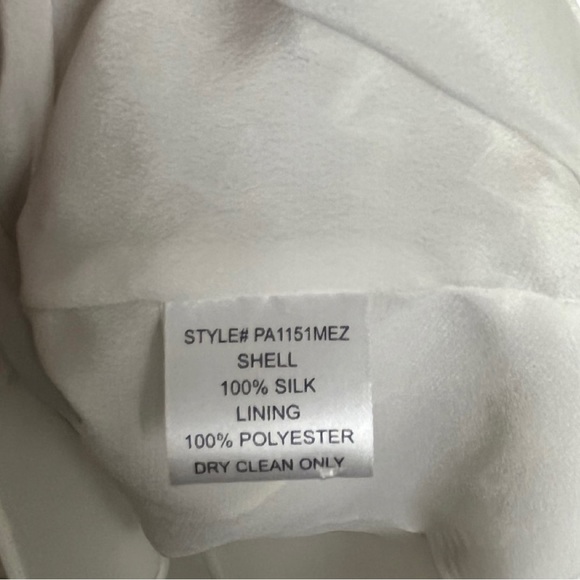 STYLE# PA1151MEZ
SHELL
100% SILK
LINING
100% POLYESTER
DRY CLEAN ONLY